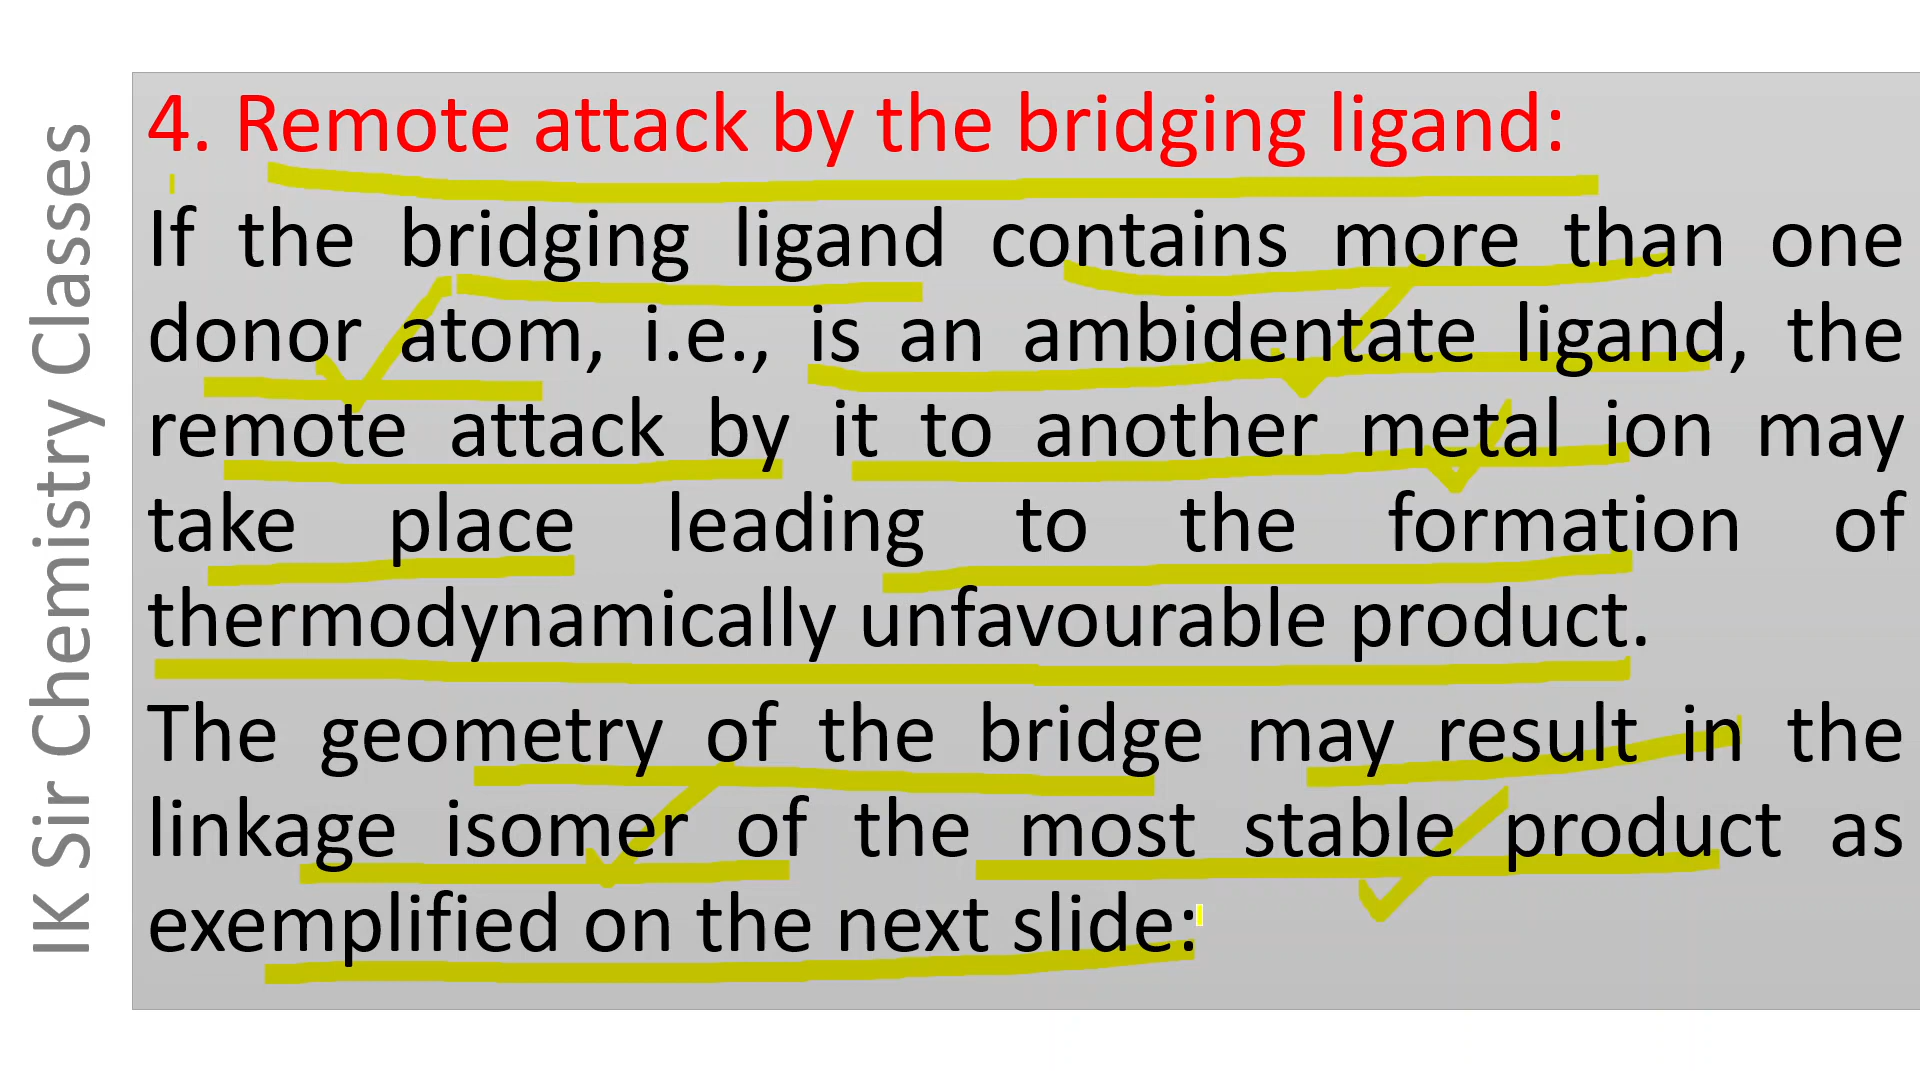 IK Sir Chemistry Classes
4. Remote attack by the bridging ligand:
If the bridging ligand contains more than one
donor atom, i.e., is an ambidentate ligand, the
remote attack by it to another metal ion may
take place leading to the formation of
thermodynamically unfavourable product.
The geometry of the bridge may result in the
linkage isomer of the most stable product as
exemplified on the next slide: